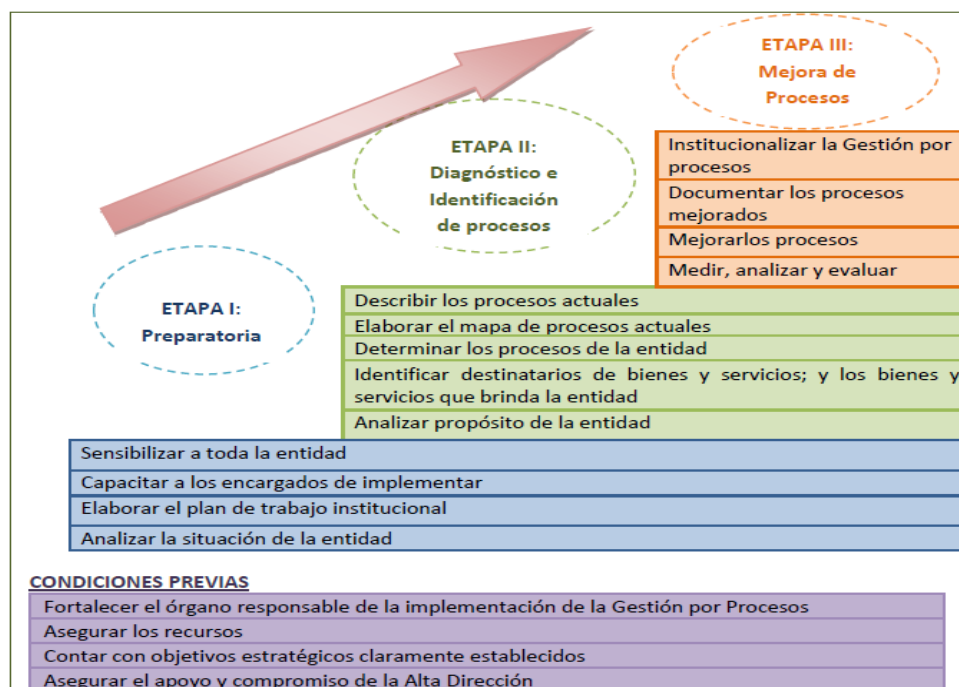 ETAPA III:
Mejora de
Procesos
ETAPA II:
Diagnóstico e
Identificación
de procesos
ETAPA I:
Preparatoria
Institucionalizar la Gestión por
procesos
Documentar los procesos
mejorados
Mejorarlos procesos
Medir, analizar y evaluar
Describir los procesos actuales
Elaborar el mapa de procesos actuales
Determinar los procesos de la entidad
Identificar destinatarios de bienes y servicios; y los bienes y
servicios que brinda la entidad
Analizar propósito de la entidad
Sensibilizar a toda la entidad
Capacitar a los encargados de implementar
Elaborar el plan de trabajo institucional
Analizar la situación de la entidad
CONDICIONES PREVIAS
Fortalecer el órgano responsable de la implementación de la Gestión por Procesos
Asegurar los recursos
Contar con objetivos estratégicos claramente establecidos
Asegurar el apoyo y compromiso de la Alta Dirección